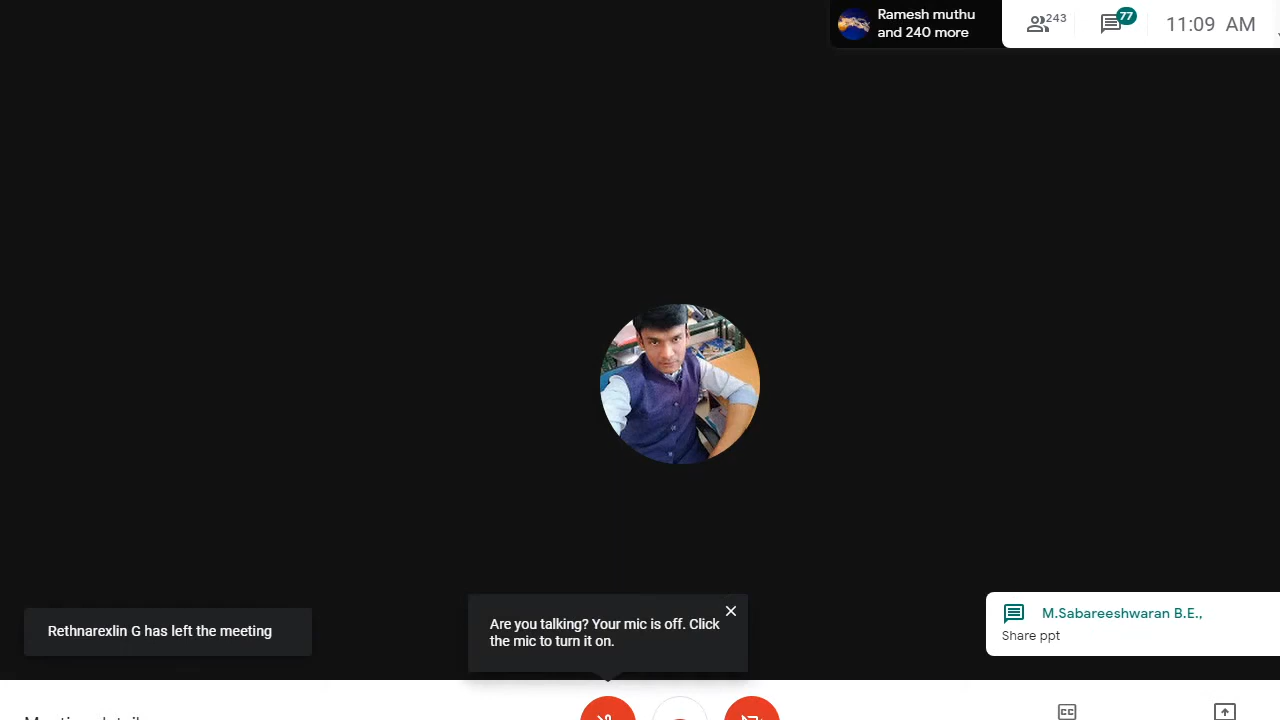 Ramesh muthu
and 240 more
243
77
11:09 AM
Rethnarexlin G has left the meeting
Are you talking? Your mic is off. Click
the mic to turn it on.
M.Sabareeshwaran B.E.,
Share ppt
CC